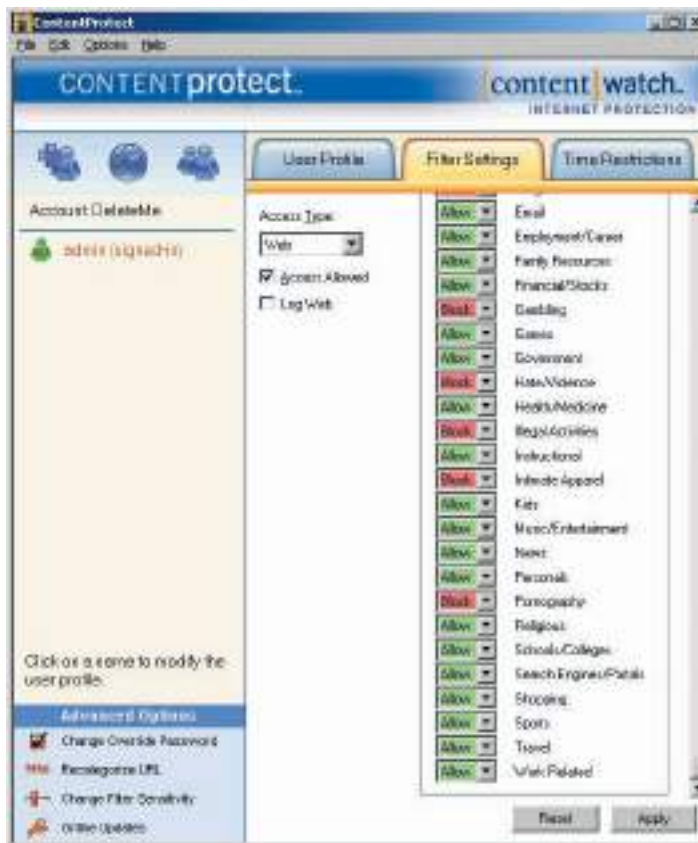 ContentProtect
File Edit Options Help
CONTENT protect
content watch
INTERNET PROTECTION
User Profile
Filter Settings
Time Restrictions
Account: DeleteMe
admin (signed-in)
Click on a name to modify the user profile.
Advanced Options
Change Override Password
Recategorize URL
Change Filter Sensitivity
Online Updates
Access Type:
Web
Access Allowed
Log Web
Allow Email
Allow Employment/Career
Allow Family Resources
Allow Financial/Stocks
Block Gambling
Allow Games
Allow Government
Block Hate/Violence
Allow Health/Medicine
Block Illegal Activities
Allow Instructional
Block Intimate Apparel
Allow Kids
Allow Music/Entertainment
Allow News
Allow Personals
Block Pornography
Allow Religious
Allow Schools/Colleges
Allow Search Engines/Portals
Allow Shopping
Allow Sports
Allow Travel
Allow Work Related
Reset
Apply